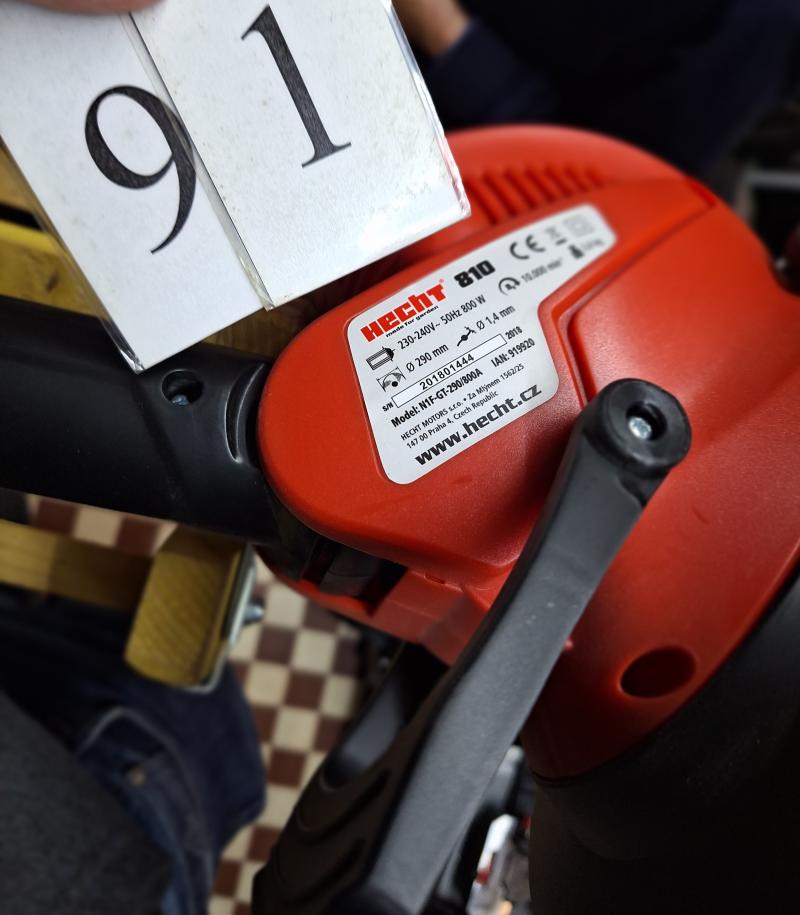 91
HECHT 810
made for garden
230-240V~ 50Hz 800 W
10.000 min⁻¹
Ø 290 mm
Ø 1,4 mm
S/N 201801444
2018
Model: N1F-GT-290/800A
IAN: 919920
HECHT MOTORS s.r.o. • Za Mlýnem 1562/25
147 00 Praha 4, Czech Republic
www.hecht.cz
CE